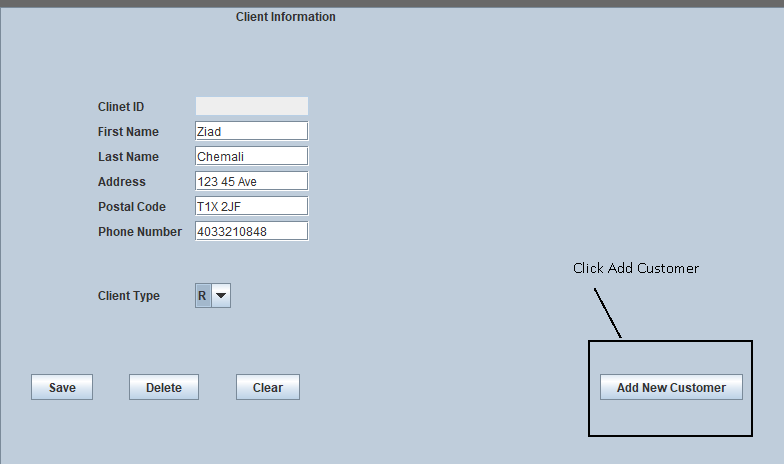 Client Information
Clinet ID
First Name Ziad
Last Name Chemali
Address 123 45 Ave
Postal Code T1X 2JF
Phone Number 4033210848
Click Add Customer
Client Type R
Save Delete Clear Add New Customer